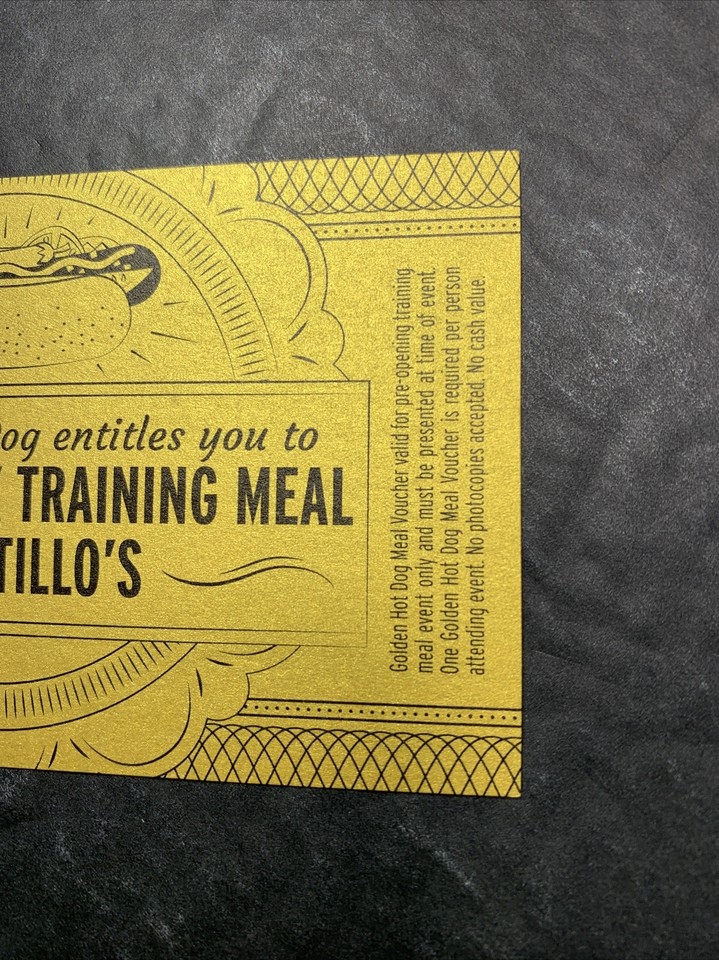 Dog entitles you to
TRAINING MEAL
TILLO'S
Golden Hot Dog Meal Voucher valid for pre-opening training
meal event only and must be presented at time of event.
One Golden Hot Dog Meal Voucher is required per person
attending event. No photocopies accepted. No cash value.